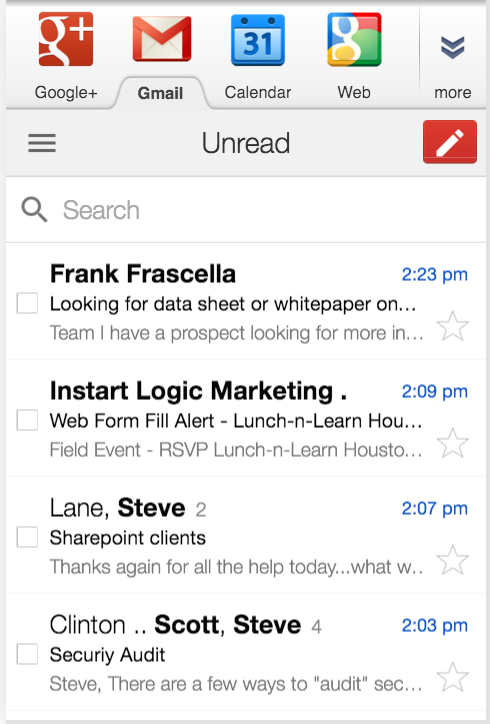 g+
31
g
Google+
Gmail
Calendar
Web
more
Unread
Search
Frank Frascella 2:23 pm
Looking for data sheet or whitepaper on...
Team I have a prospect looking for more in...
Instart Logic Marketing . 2:09 pm
Web Form Fill Alert - Lunch-n-Learn Hou...
Field Event - RSVP Lunch-n-Learn Housto...
Lane, Steve 2 2:07 pm
Sharepoint clients
Thanks again for all the help today...what w..
Clinton .. Scott, Steve 4 2:03 pm
Securiy Audit
Steve, There are a few ways to "audit" sec...